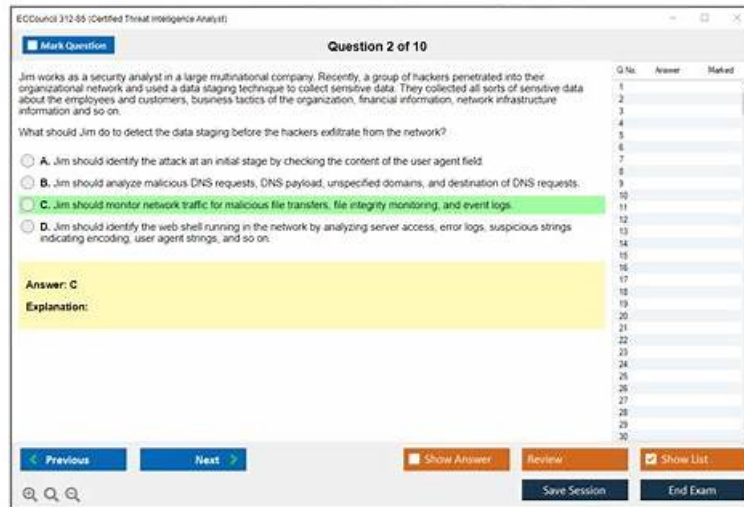 ECCouncil 312-85 (Certified Threat Intelligence Analyst)
Mark Question
Question 2 of 10
Jim works as a security analyst in a large multinational company. Recently, a group of hackers penetrated into their
organizational network and used a data staging technique to collect sensitive data. They collected all sorts of sensitive data
about the employees and customers, business tactics of the organization, financial information, network infrastructure
information and so on.
What should Jim do to detect the data staging before the hackers exfiltrate from the network?
A. Jim should identify the attack at an initial stage by checking the content of the user agent field.
B. Jim should analyze malicious DNS requests, DNS payload, unspecified domains, and destination of DNS requests.
C. Jim should monitor network traffic for malicious file transfers, file integrity monitoring, and event logs.
D. Jim should identify the web shell running in the network by analyzing server access, error logs, suspicious strings
indicating encoding, user agent strings, and so on.
Answer: C
Explanation:
Q No. Answer Marked
1
2
3
4
5
6
7
8
9
10
11
12
13
14
15
16
17
18
19
20
21
22
23
24
25
26
27
28
29
30
Previous
Next
Show Answer
Review
Show List
Save Session
End Exam